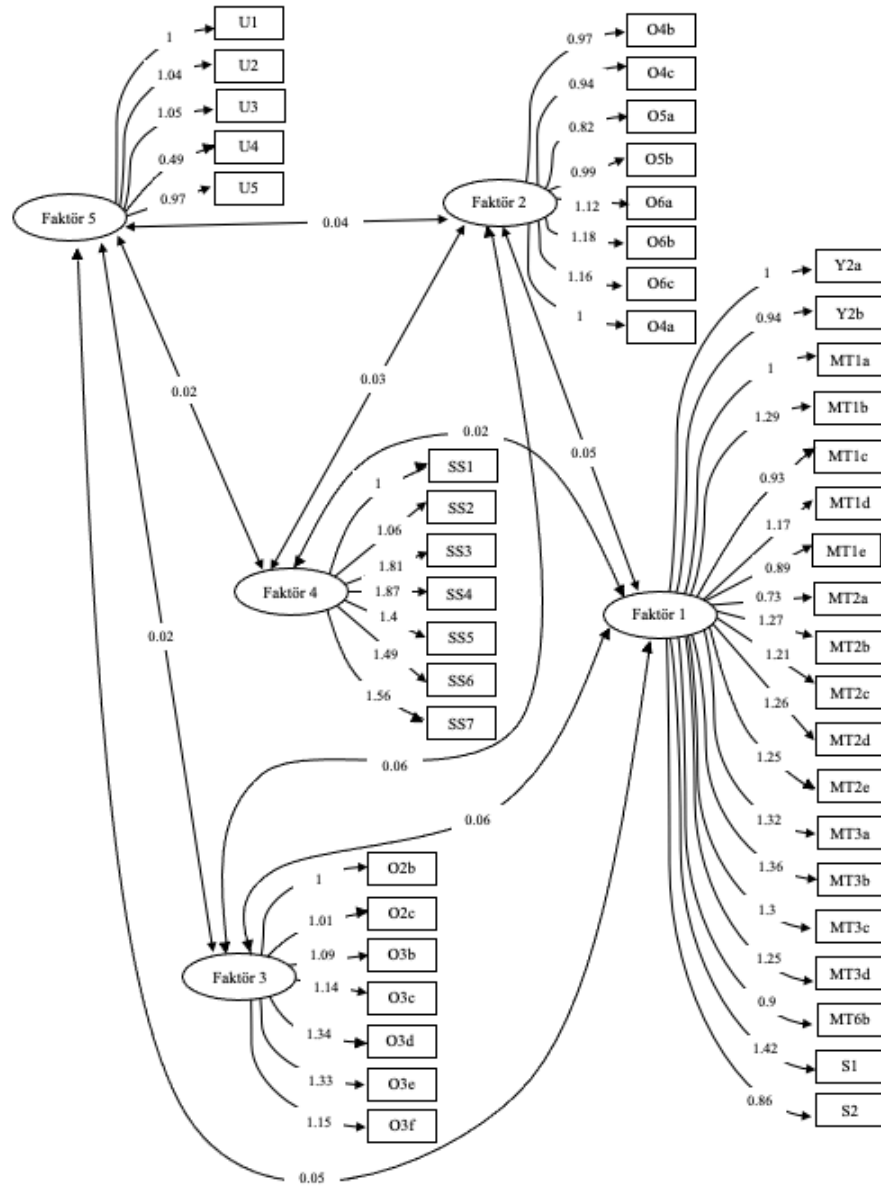 1
U1
1.04
U2
1.05
U3
0.49
U4
0.97
U5
Faktör 5
0.97
O4b
0.94
O4c
0.82
O5a
0.99
O5b
1.12
O6a
1.18
O6b
1.16
O6c
1
O4a
Faktör 2
0.04
0.02
0.03
0.02
0.05
1
SS1
1.06
SS2
1.81
SS3
1.87
SS4
1.4
SS5
1.49
SS6
1.56
SS7
Faktör 4
1
Y2a
0.94
Y2b
1
MT1a
1.29
MT1b
0.93
MT1c
1.17
MT1d
0.89
MT1e
0.73
MT2a
1.27
MT2b
1.21
MT2c
1.26
MT2d
1.25
MT2e
1.32
MT3a
1.36
MT3b
1.3
MT3c
1.25
MT3d
0.9
MT6b
1.42
S1
0.86
S2
Faktör 1
0.02
0.06
0.06
1
O2b
1.01
O2c
1.09
O3b
1.14
O3c
1.34
O3d
1.33
O3e
1.15
O3f
Faktör 3
0.05